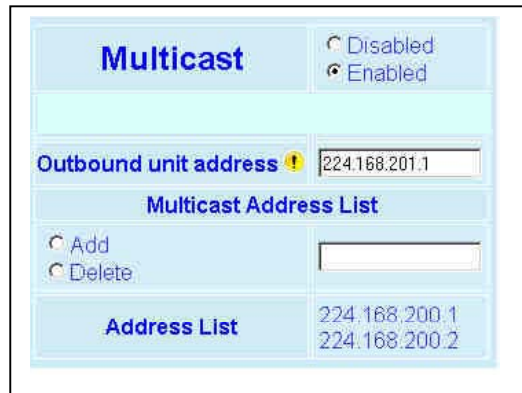 Multicast
Disabled
Enabled
Outbound unit address ! 224.168.201.1
Multicast Address List
Add
Delete
Address List
224.168.200.1
224.168.200.2